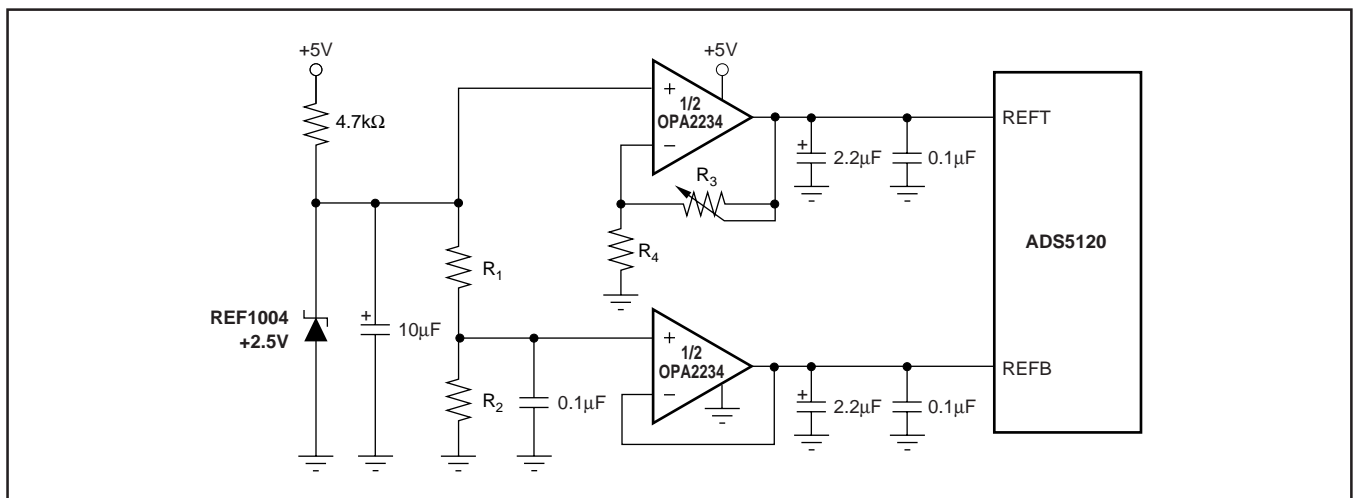 +5V
4.7kΩ
REF1004
+2.5V
+
10µF
R1
R2
0.1µF
+5V
+
1/2
OPA2234
−
R3
R4
+
2.2µF
0.1µF
REFT
+
1/2
OPA2234
−
+
2.2µF
0.1µF
REFB
ADS5120